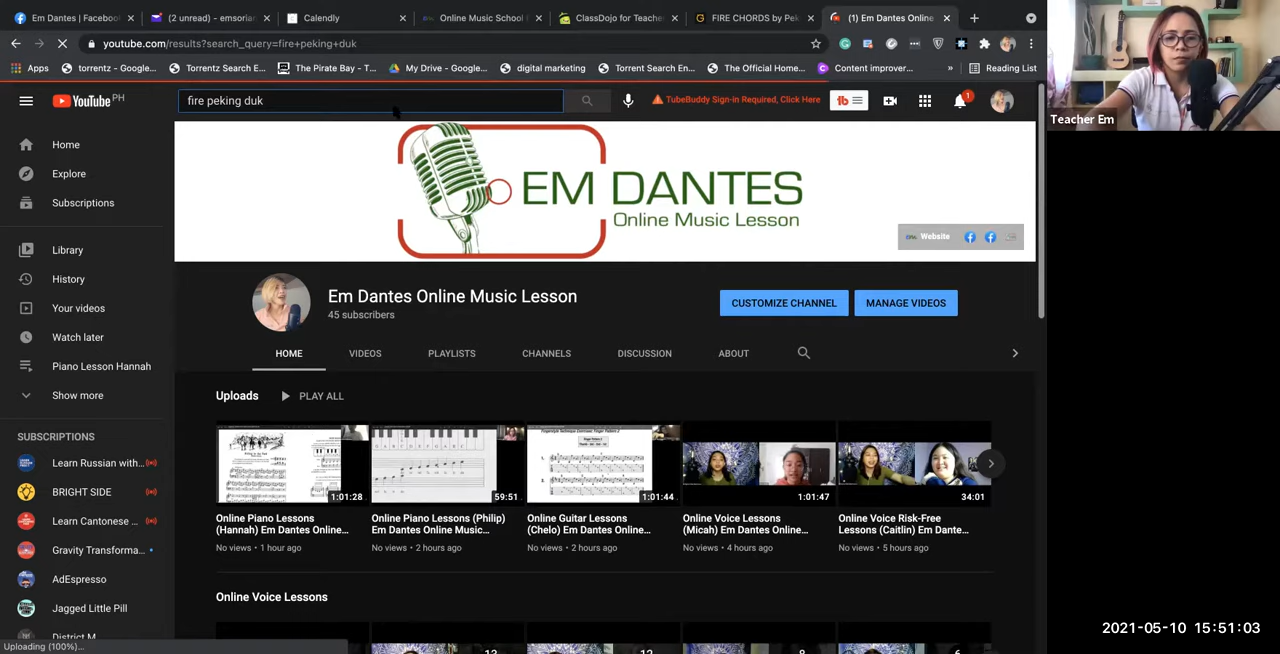 Em Dantes | Facebook
(2 unread) - emsorian
Calendly
Online Music School
ClassDojo for Teacher
FIRE CHORDS by Pek
(1) Em Dantes Online
youtube.com/results?search_query=fire+peking+duk
Apps
torrentz - Google...
Torrentz Search E...
The Pirate Bay - T...
My Drive - Google...
digital marketing
Torrent Search En...
The Official Home...
Content improver...
»
Reading List
YouTube PH
fire peking duk
TubeBuddy Sign-in Required, Click Here
tb
1
Teacher Em
EM DANTES
Online Music Lesson
Website
Home
Explore
Subscriptions
Library
History
Your videos
Watch later
Piano Lesson Hannah
Show more
SUBSCRIPTIONS
Learn Russian with...
BRIGHT SIDE
Learn Cantonese ...
Gravity Transforma...
AdEspresso
Jagged Little Pill
District M
Em Dantes Online Music Lesson
45 subscribers
CUSTOMIZE CHANNEL
MANAGE VIDEOS
HOME
VIDEOS
PLAYLISTS
CHANNELS
DISCUSSION
ABOUT
Uploads
PLAY ALL
1:01:28
59:51
1:01:44
1:01:47
34:01
Online Piano Lessons
(Hannah) Em Dantes Onlin...
No views • 1 hour ago
Online Piano Lessons (Philip)
Em Dantes Online Music...
No views • 2 hours ago
Online Guitar Lessons
(Chelo) Em Dantes Online...
No views • 2 hours ago
Online Voice Lessons
(Micah) Em Dantes Online...
No views • 4 hours ago
Online Voice Risk-Free
Lessons (Caitlin) Em Dante...
No views • 5 hours ago
Online Voice Lessons
Uploading (100%)...
2021-05-10 15:51:03